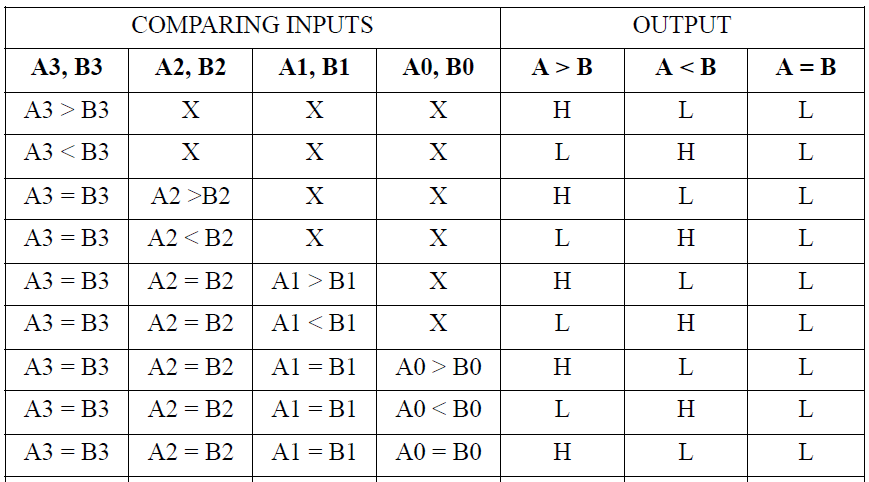 COMPARING INPUTS OUTPUT
A3, B3 A2, B2 A1, B1 A0, B0 A > B A < B A = B
A3 > B3 X X X H L L
A3 < B3 X X X L H L
A3 = B3 A2 >B2 X X H L L
A3 = B3 A2 < B2 X X L H L
A3 = B3 A2 = B2 A1 > B1 X H L L
A3 = B3 A2 = B2 A1 < B1 X L H L
A3 = B3 A2 = B2 A1 = B1 A0 > B0 H L L
A3 = B3 A2 = B2 A1 = B1 A0 < B0 L H L
A3 = B3 A2 = B2 A1 = B1 A0 = B0 H L L